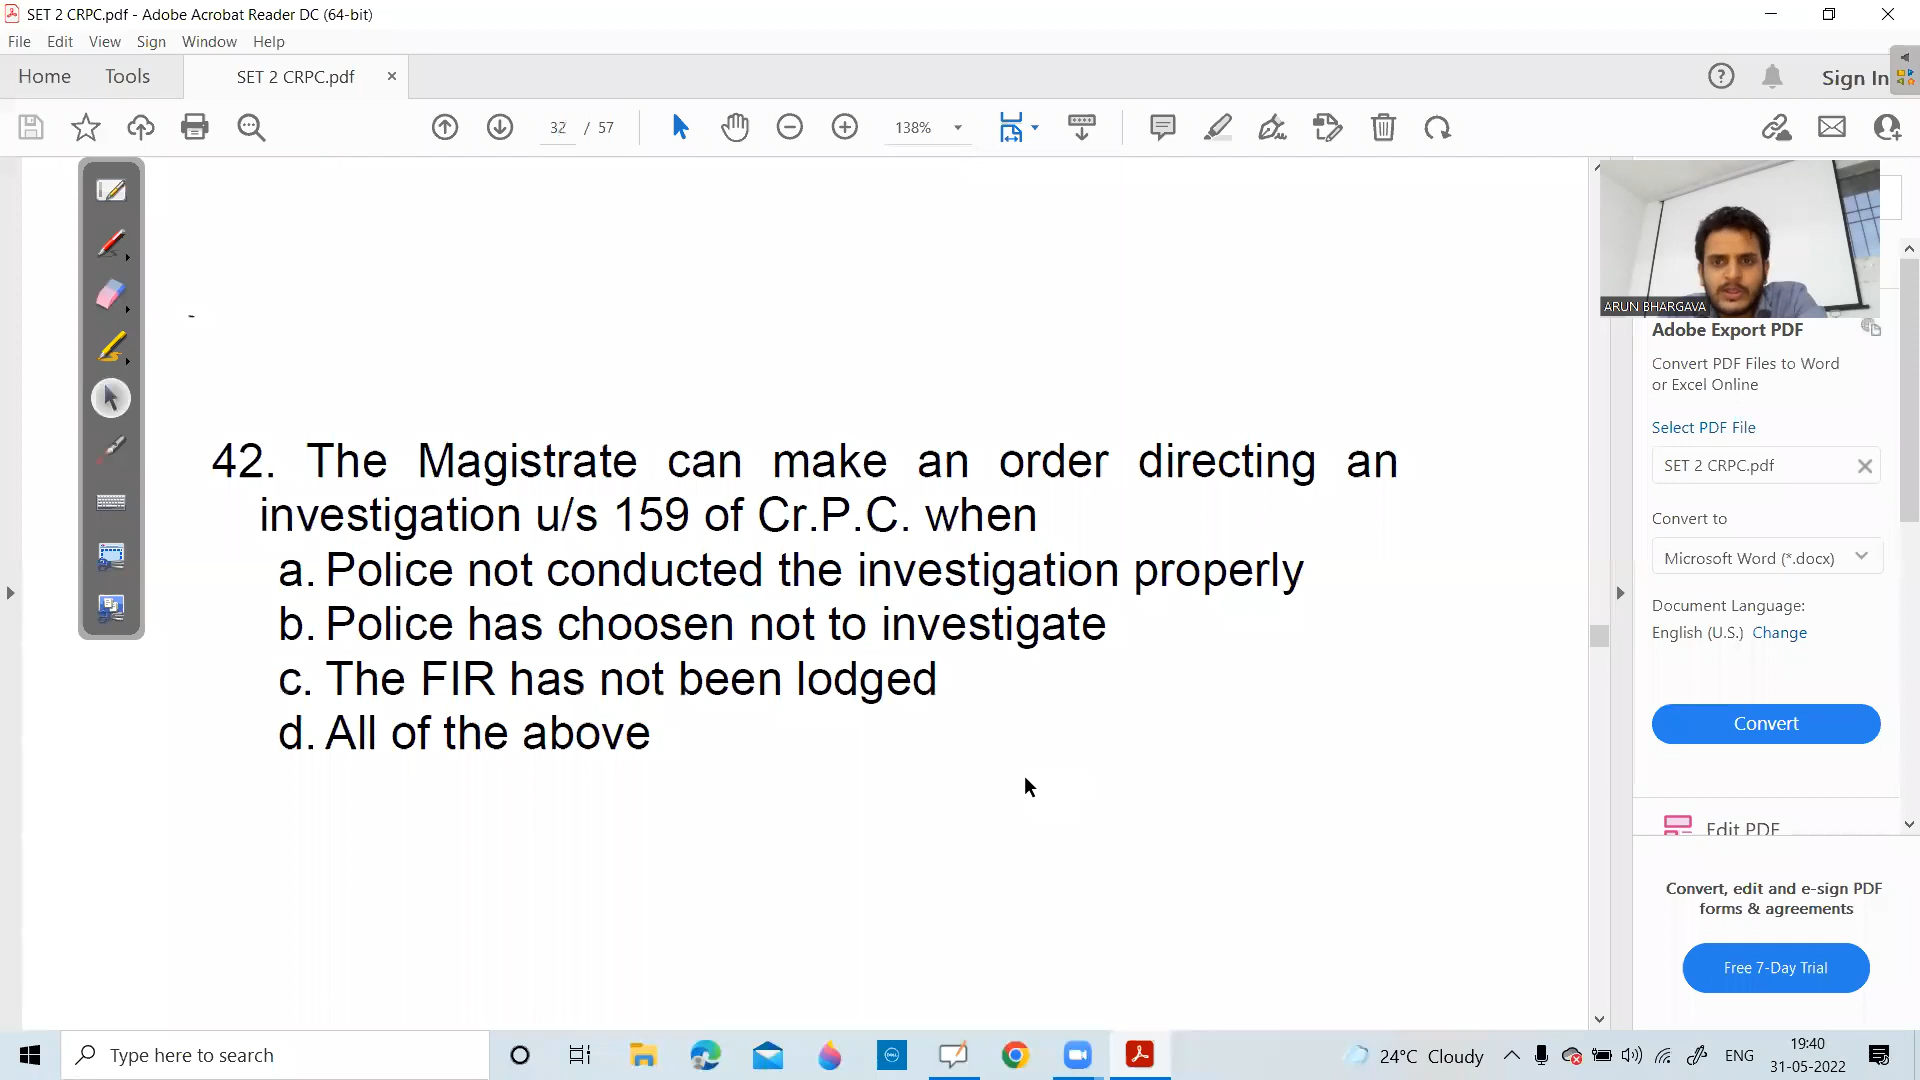 SET 2 CRPC.pdf - Adobe Acrobat Reader DC (64-bit)
File Edit View Sign Window Help
Home Tools SET 2 CRPC.pdf Sign In
32 / 57 138%
ARUN BHARGAVA
42. The Magistrate can make an order directing an
investigation u/s 159 of Cr.P.C. when
a. Police not conducted the investigation properly
b. Police has choosen not to investigate
c. The FIR has not been lodged
d. All of the above
Adobe Export PDF
Convert PDF Files to Word
or Excel Online
Select PDF File
SET 2 CRPC.pdf
Convert to
Microsoft Word (*.docx)
Document Language:
English (U.S.) Change
Convert
Edit PDF
Convert, edit and e-sign PDF
forms & agreements
Free 7-Day Trial
Type here to search
DELL
24°C Cloudy
ENG
19:40
31-05-2022